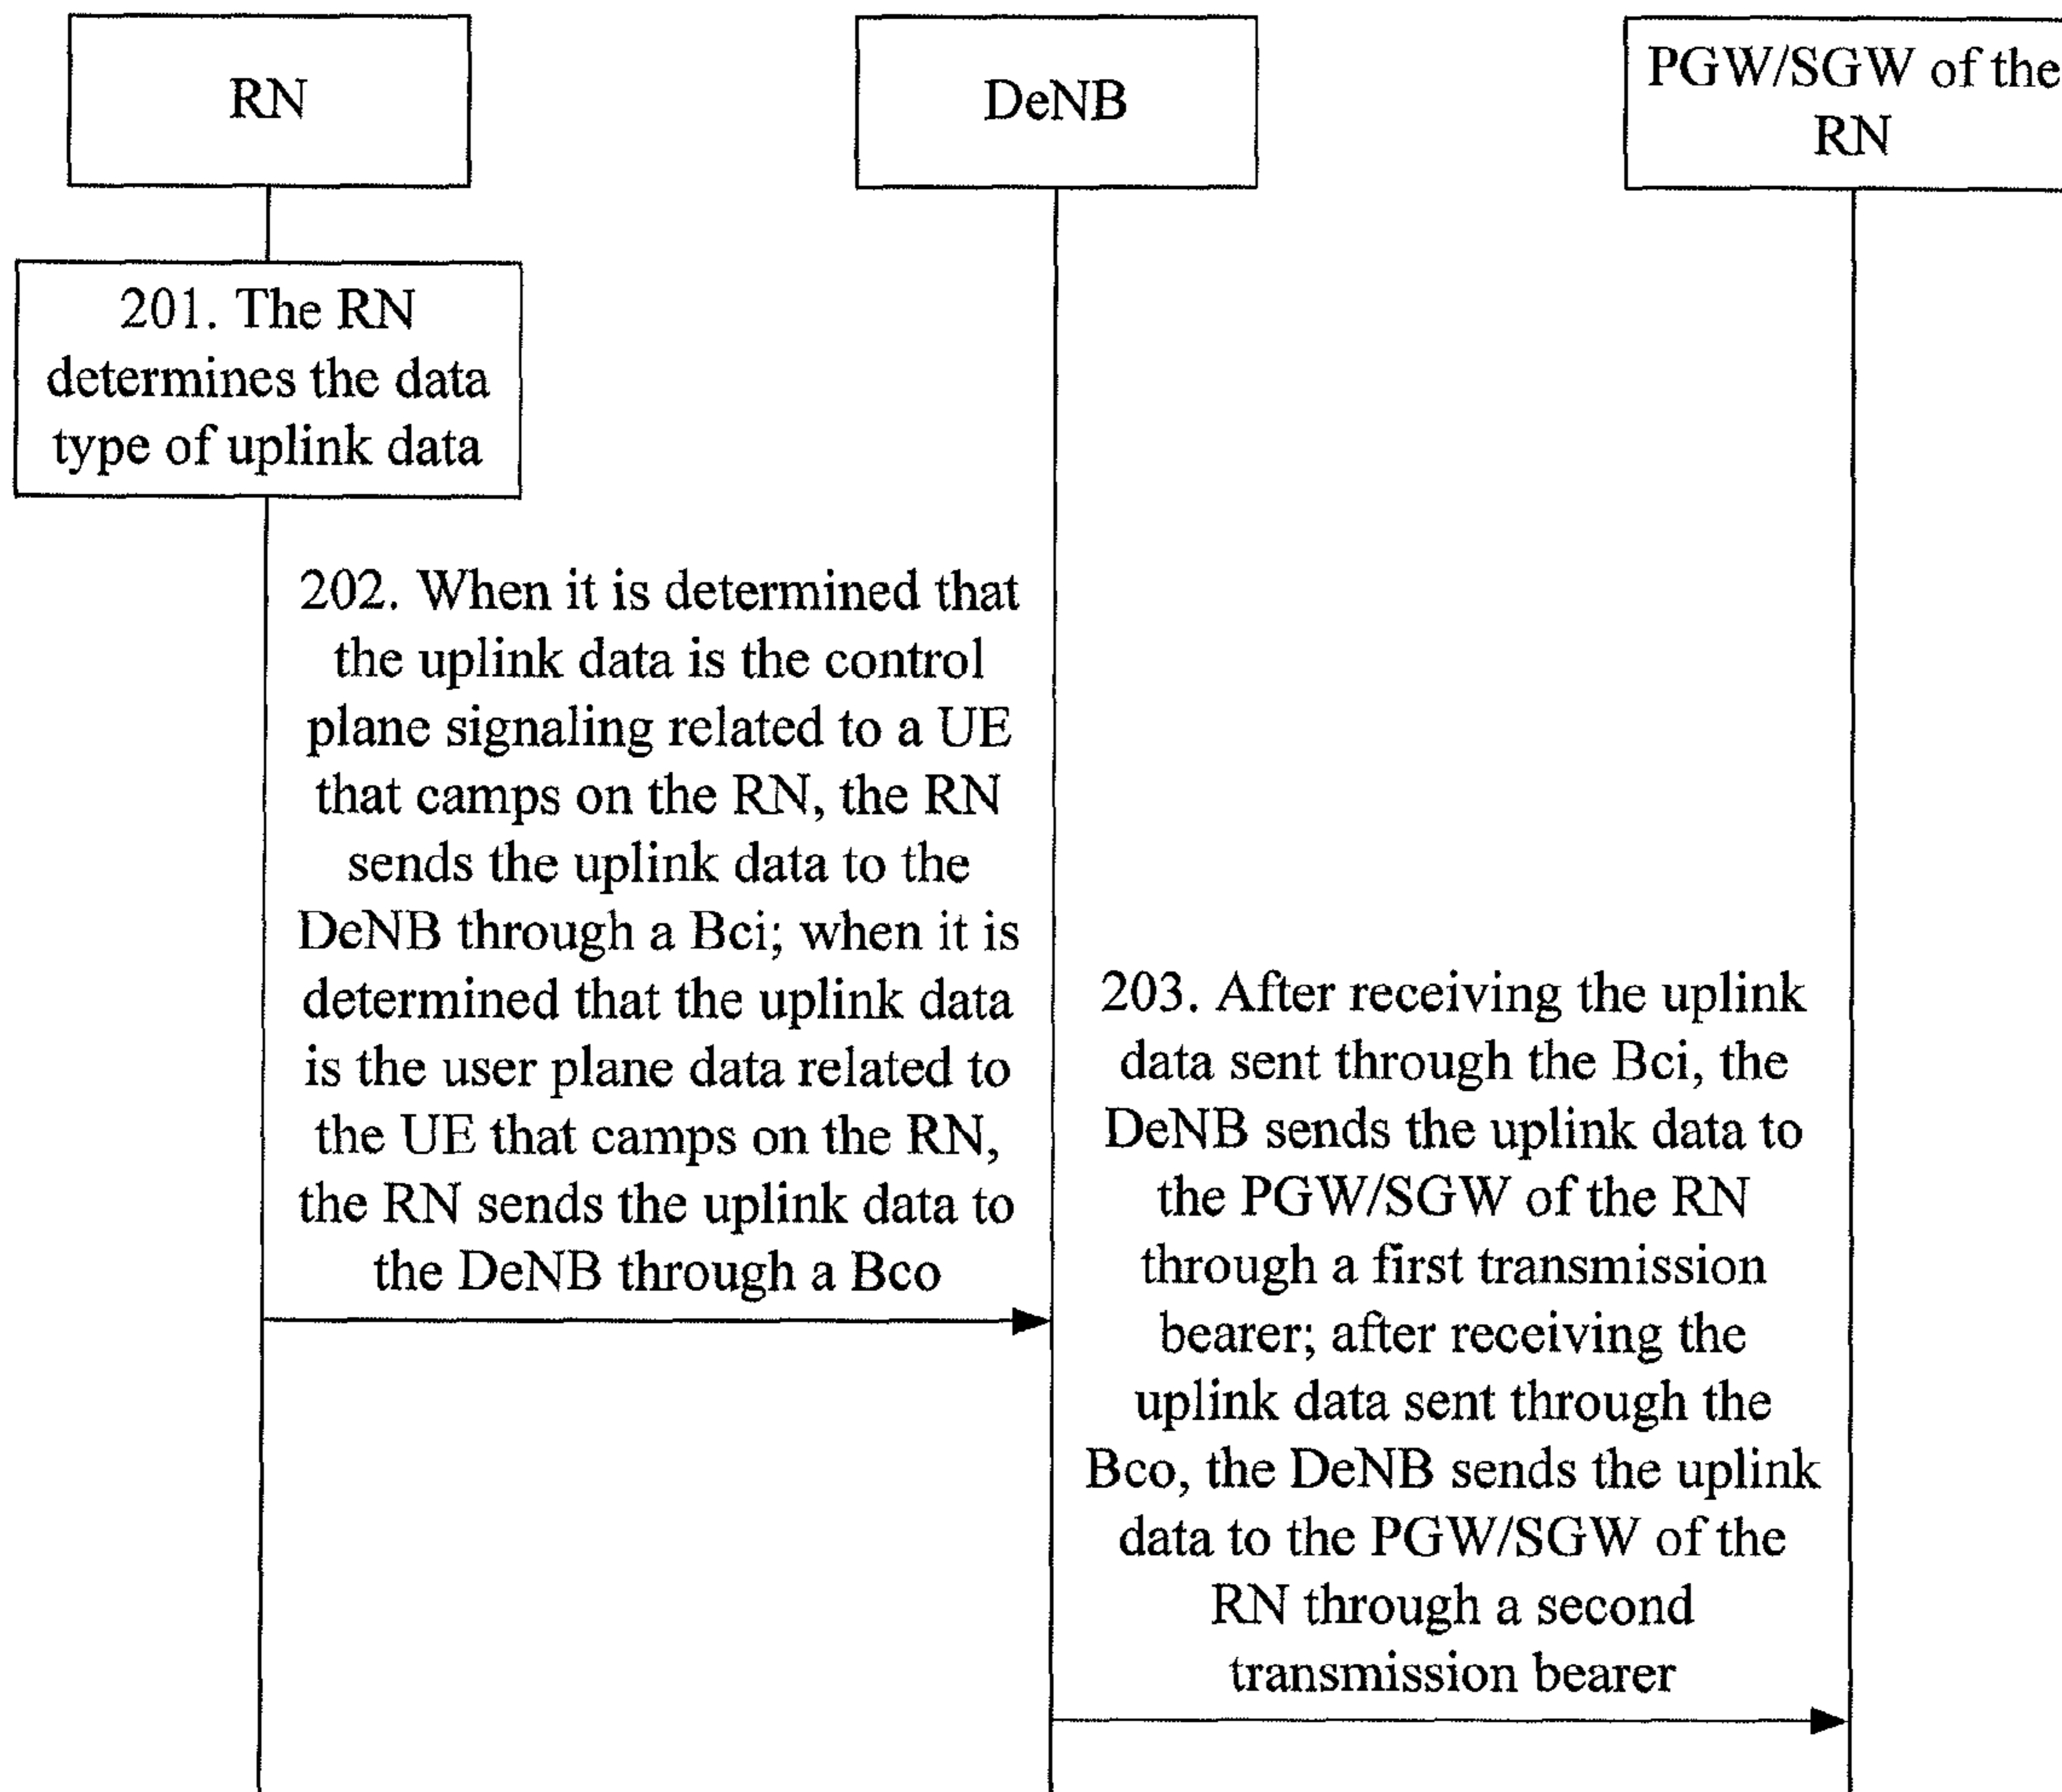 RN
DeNB
PGW/SGW of the
RN
201. The RN
determines the data
type of uplink data
202. When it is determined that
the uplink data is the control
plane signaling related to a UE
that camps on the RN, the RN
sends the uplink data to the
DeNB through a Bci; when it is
determined that the uplink data
is the user plane data related to
the UE that camps on the RN,
the RN sends the uplink data to
the DeNB through a Bco
203. After receiving the uplink
data sent through the Bci, the
DeNB sends the uplink data to
the PGW/SGW of the RN
through a first transmission
bearer; after receiving the
uplink data sent through the
Bco, the DeNB sends the uplink
data to the PGW/SGW of the
RN through a second
transmission bearer